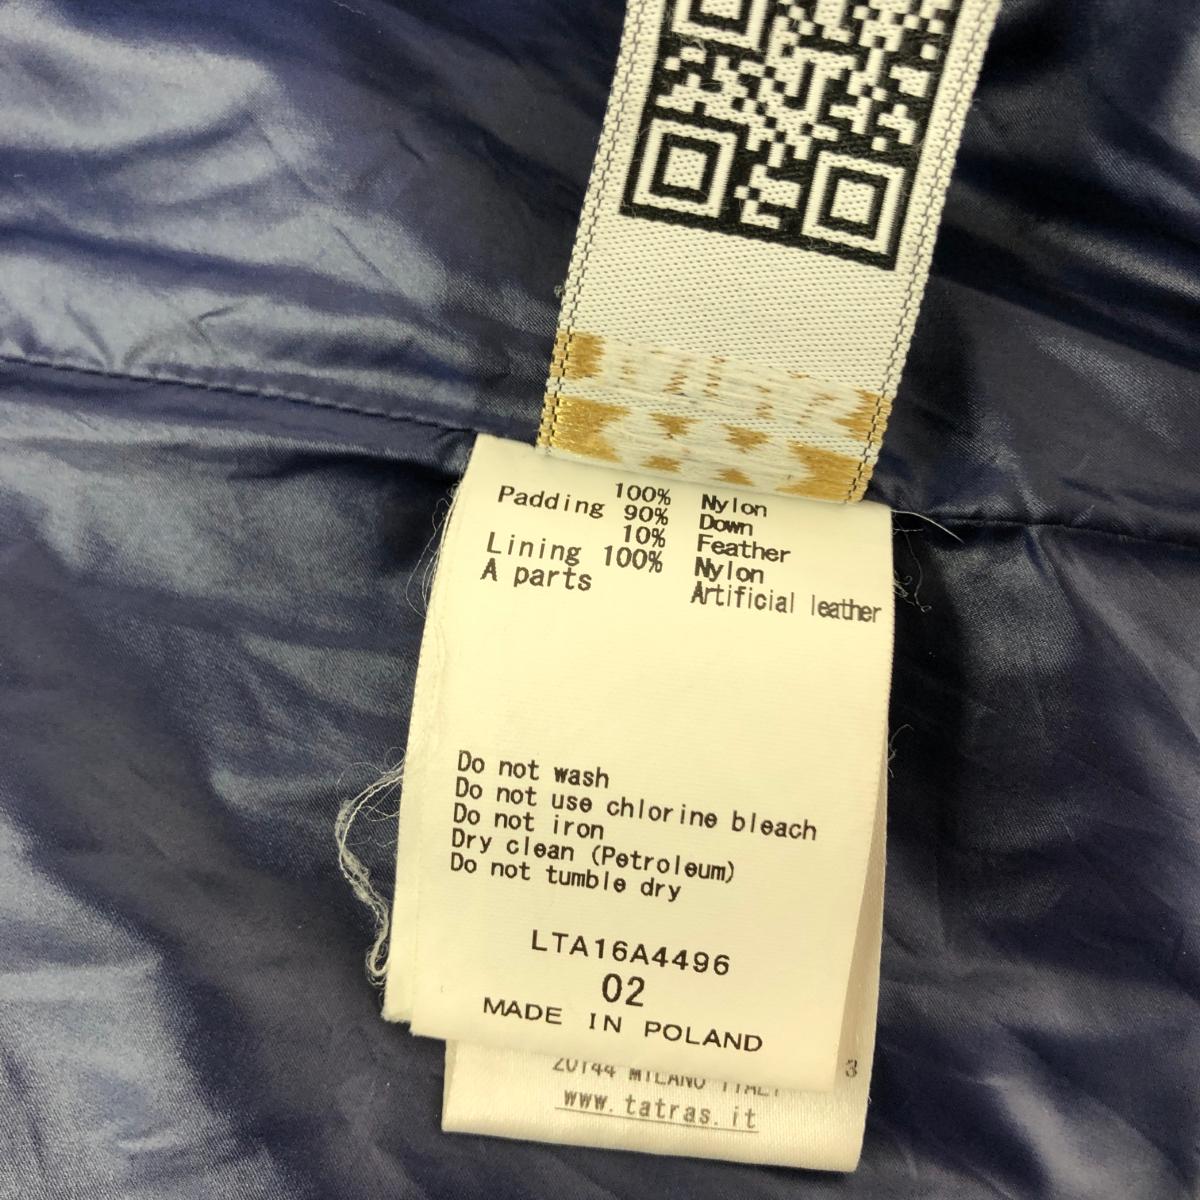 100% Nylon
Padding 90% Down
10% Feather
Lining 100% Nylon
A parts Artificial leather
Do not wash
Do not use chlorine bleach
Do not iron
Dry clean (Petroleum)
Do not tumble dry
LTA16A4496
02
MADE IN POLAND
20144 MILANO ITALY
3
www.tatras.it